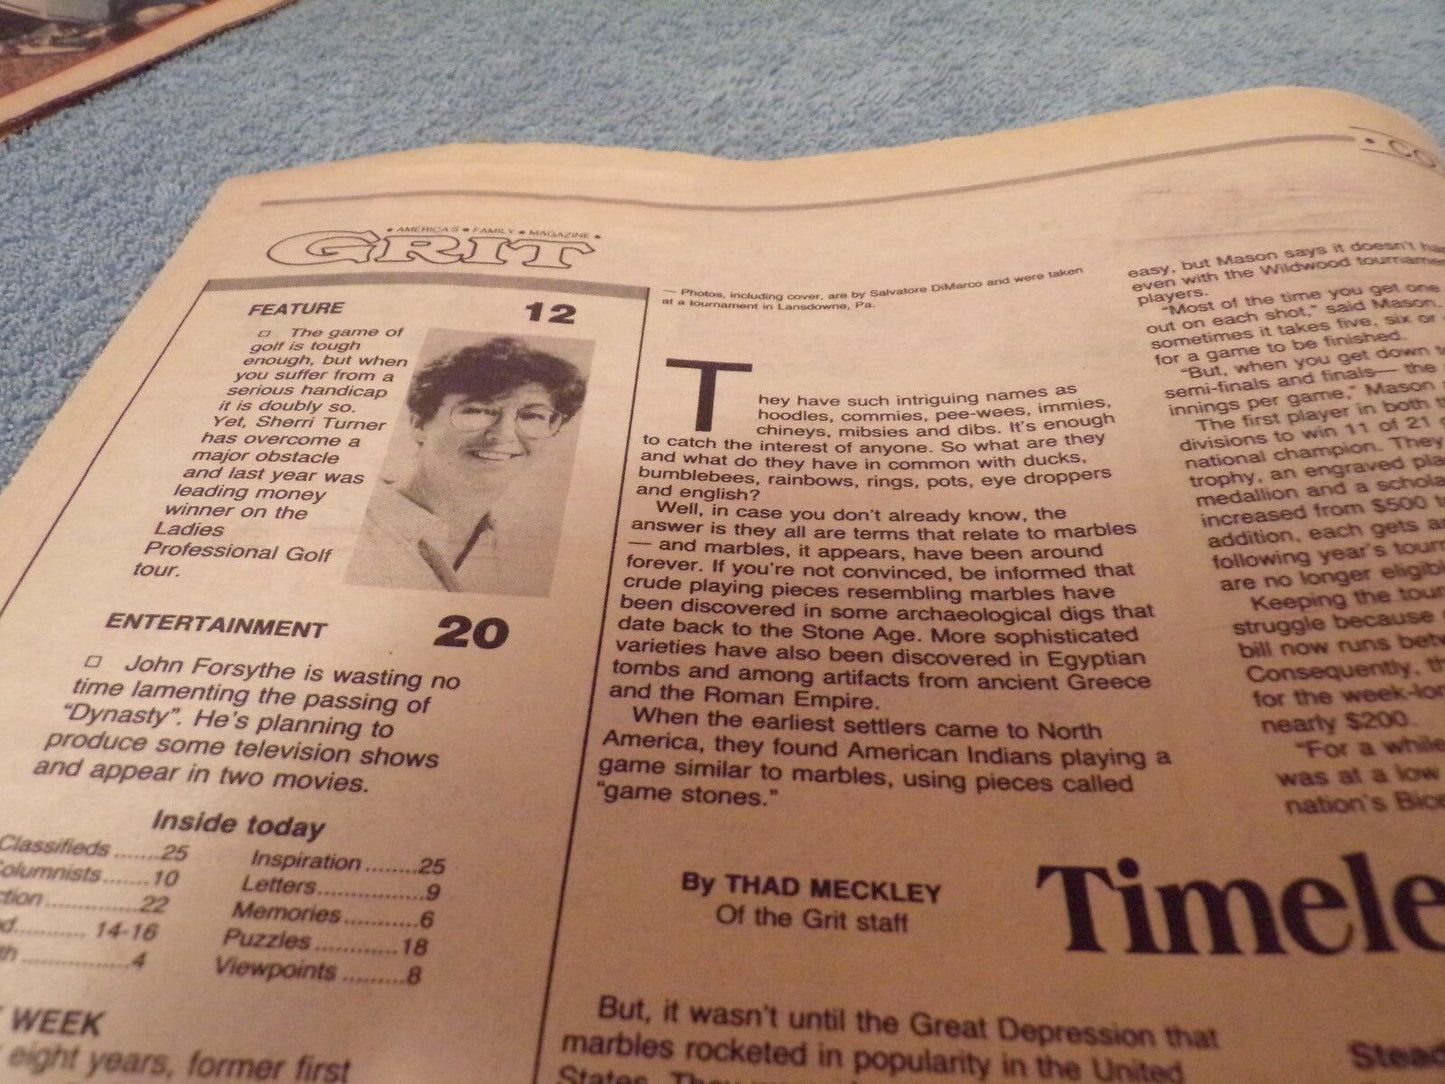 • CO
• AMERICA'S • FAMILY • MAGAZINE •
GRIT
FEATURE 12
The game of
golf is tough
enough, but when
you suffer from a
serious handicap
it is doubly so.
Yet, Sherri Turner
has overcome a
major obstacle
and last year was
leading money
winner on the
Ladies
Professional Golf
tour.
ENTERTAINMENT 20
John Forsythe is wasting no
time lamenting the passing of
"Dynasty". He's planning to
produce some television shows
and appear in two movies.
Inside today
Classifieds .......25
olumnists.......10
ction ..............22
d........... 14-16
th ................4
Inspiration ........25
Letters................9
Memories ...........6
Puzzles ............18
Viewpoints .........8
WEEK
eight years, former first
— Photos, including cover, are by Salvatore DiMarco and were taken
at a tournament in Lansdowne, Pa.
They have such intriguing names as
hoodles, commies, pee-wees, immies,
chineys, mibsies and dibs. It's enough
to catch the interest of anyone. So what are they
and what do they have in common with ducks,
bumblebees, rainbows, rings, pots, eye droppers
and english?
Well, in case you don't already know, the
answer is they all are terms that relate to marbles
— and marbles, it appears, have been around
forever. If you're not convinced, be informed that
crude playing pieces resembling marbles have
been discovered in some archaeological digs that
date back to the Stone Age. More sophisticated
varieties have also been discovered in Egyptian
tombs and among artifacts from ancient Greece
and the Roman Empire.
When the earliest settlers came to North
America, they found American Indians playing a
game similar to marbles, using pieces called
"game stones."
By THAD MECKLEY
Of the Grit staff
Timele
But, it wasn't until the Great Depression that
marbles rocketed in popularity in the United
States. They
easy, but Mason says it doesn't ha
even with the Wildwood tourname
players.
"Most of the time you get one
out on each shot," said Mason.
sometimes it takes five, six or
for a game to be finished.
"But, when you get down t
semi-finals and finals— the
innings per game," Mason
The first player in both t
divisions to win 11 of 21
national champion. They
trophy, an engraved pla
medallion and a schola
increased from $500 t
addition, each gets a
following year's tourn
are no longer eligib
Keeping the tour
struggle because
bill now runs betw
Consequently, th
for the week-lon
nearly $200.
"For a while
was at a low
nation's Bice
Stead